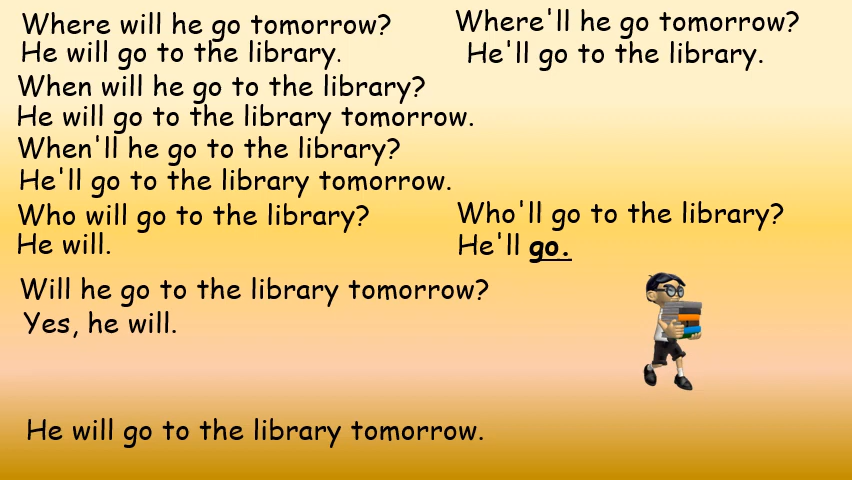 Where will he go tomorrow?
He will go to the library.
Where'll he go tomorrow?
He'll go to the library.
When will he go to the library?
He will go to the library tomorrow.
When'll he go to the library?
He'll go to the library tomorrow.
Who will go to the library?
He will.
Who'll go to the library?
He'll go.
Will he go to the library tomorrow?
Yes, he will.
He will go to the library tomorrow.